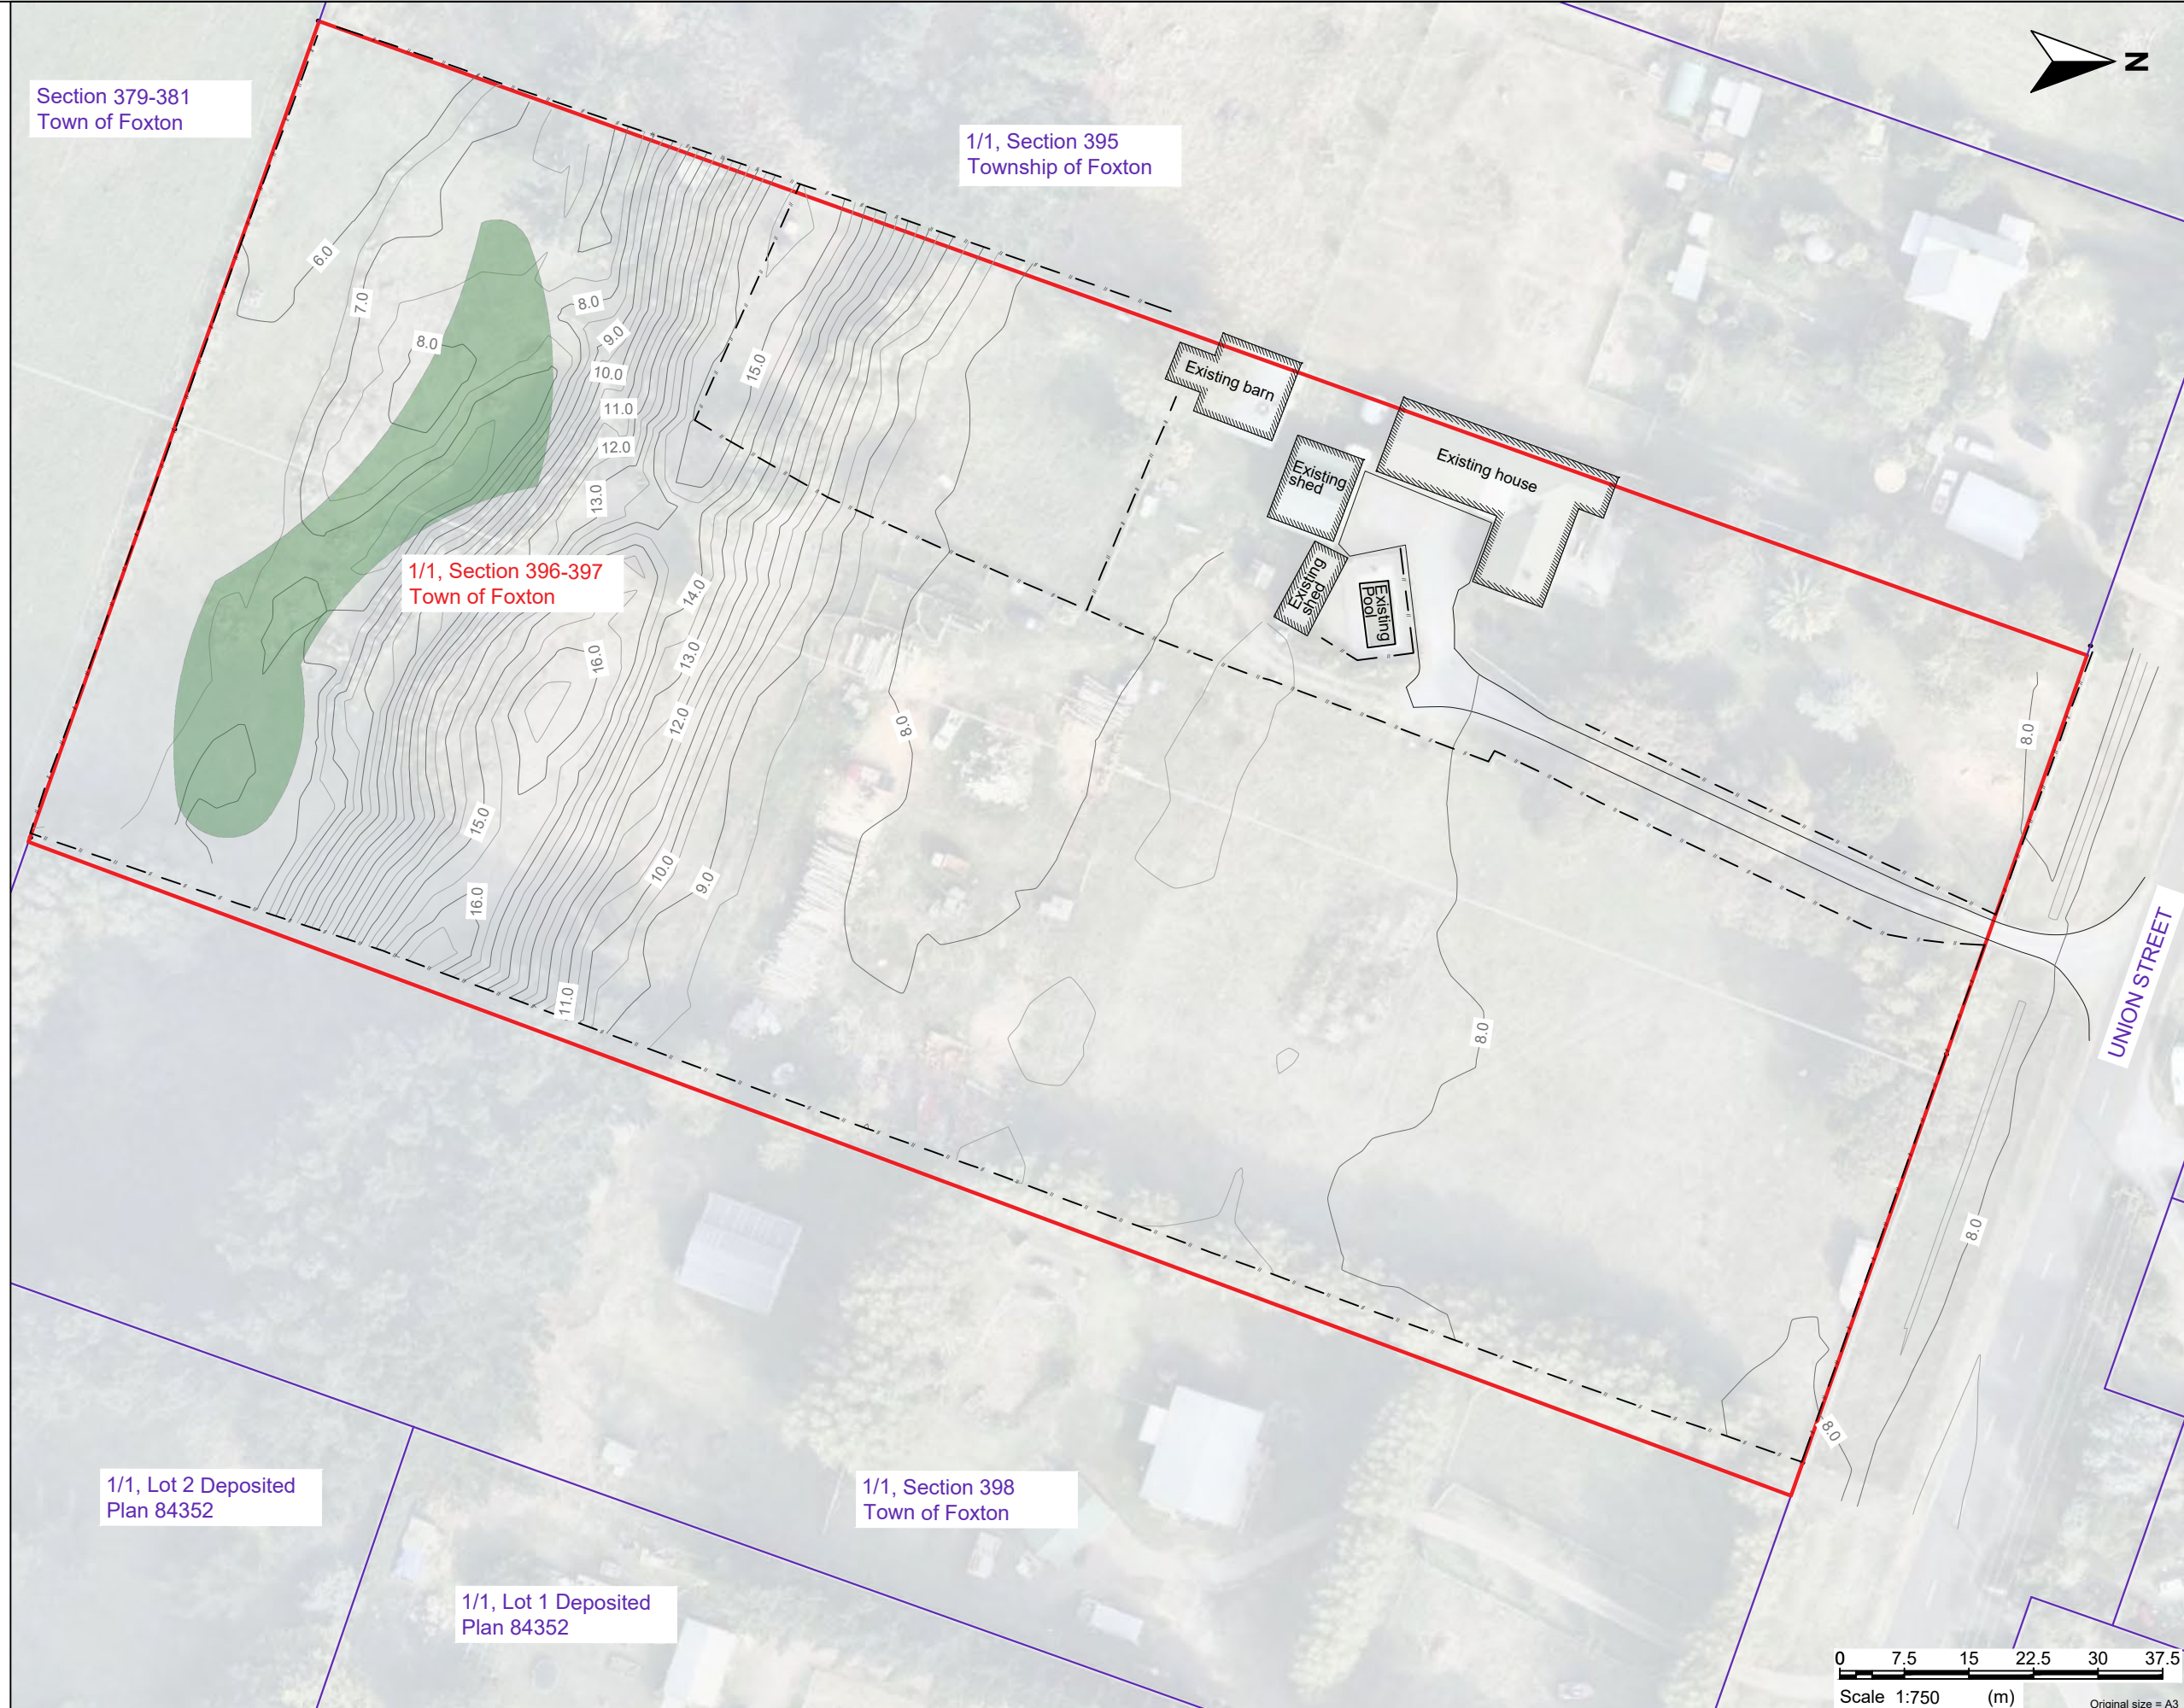 N
Section 379-381
Town of Foxton
1/1, Section 395
Township of Foxton
6.0
7.0
8.0
8.0
9.0
10.0
11.0
12.0
13.0
15.0
Existing barn
Existing
shed
Existing house
Existing
shed
Existing
Pool
1/1, Section 396-397
Town of Foxton
14.0
13.0
16.0
12.0
8.0
8.0
15.0
10.0
9.0
16.0
11.0
8.0
UNION STREET
8.0
8.0
1/1, Lot 2 Deposited
Plan 84352
1/1, Section 398
Town of Foxton
1/1, Lot 1 Deposited
Plan 84352
0 7.5 15 22.5 30 37.5
Scale 1:750 (m)
Original size = A3